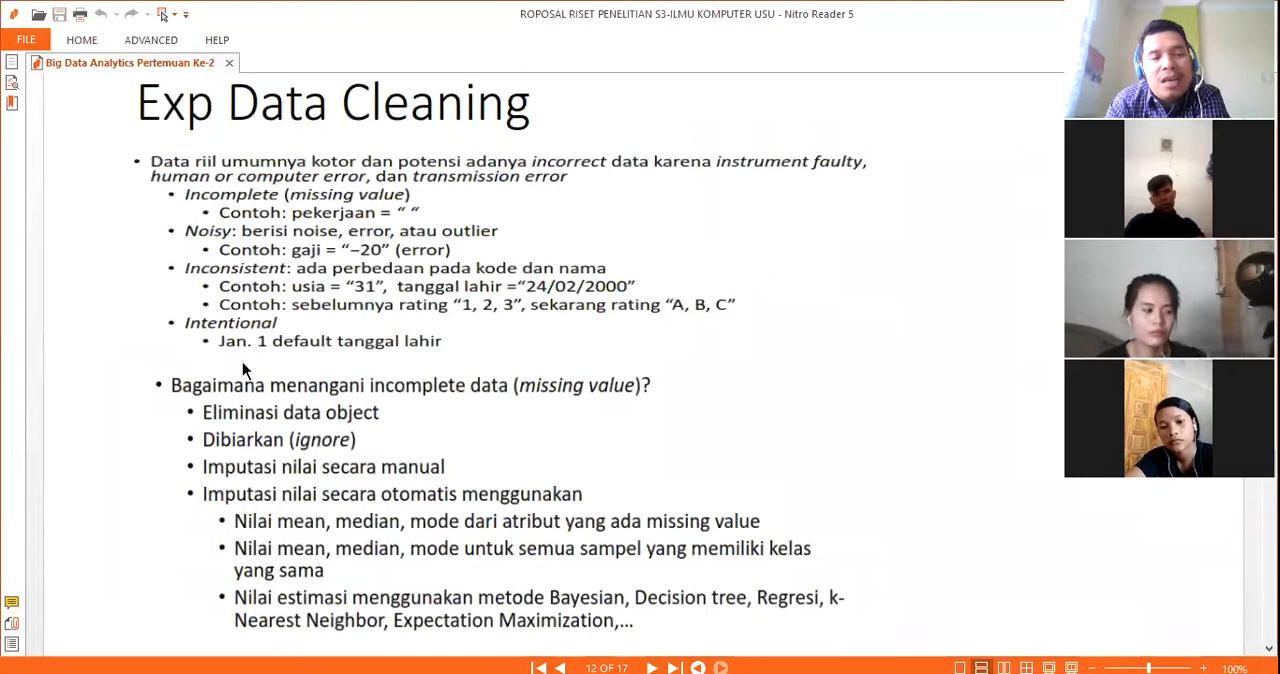 ROPOSAL RISET PENELITIAN S3-ILMU KOMPUTER USU - Nitro Reader 5
FILE HOME ADVANCED HELP
Big Data Analytics Pertemuan Ke-2
Exp Data Cleaning
• Data riil umumnya kotor dan potensi adanya incorrect data karena instrument faulty,
human or computer error, dan transmission error
• Incomplete (missing value)
• Contoh: pekerjaan = “ “
• Noisy: berisi noise, error, atau outlier
• Contoh: gaji = “−20” (error)
• Inconsistent: ada perbedaan pada kode dan nama
• Contoh: usia = “31”, tanggal lahir =“24/02/2000”
• Contoh: sebelumnya rating “1, 2, 3”, sekarang rating “A, B, C”
• Intentional
• Jan. 1 default tanggal lahir
• Bagaimana menangani incomplete data (missing value)?
• Eliminasi data object
• Dibiarkan (ignore)
• Imputasi nilai secara manual
• Imputasi nilai secara otomatis menggunakan
• Nilai mean, median, mode dari atribut yang ada missing value
• Nilai mean, median, mode untuk semua sampel yang memiliki kelas
yang sama
• Nilai estimasi menggunakan metode Bayesian, Decision tree, Regresi, k-
Nearest Neighbor, Expectation Maximization,...
12 OF 17
100%